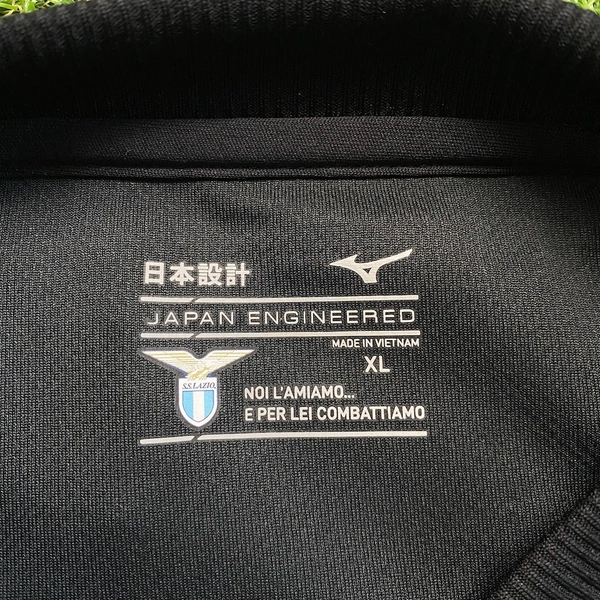 日本設計
JAPAN ENGINEERED
MADE IN VIETNAM
XL
S.S.LAZIO
NOI L'AMIAMO...
E PER LEI COMBATTIAMO